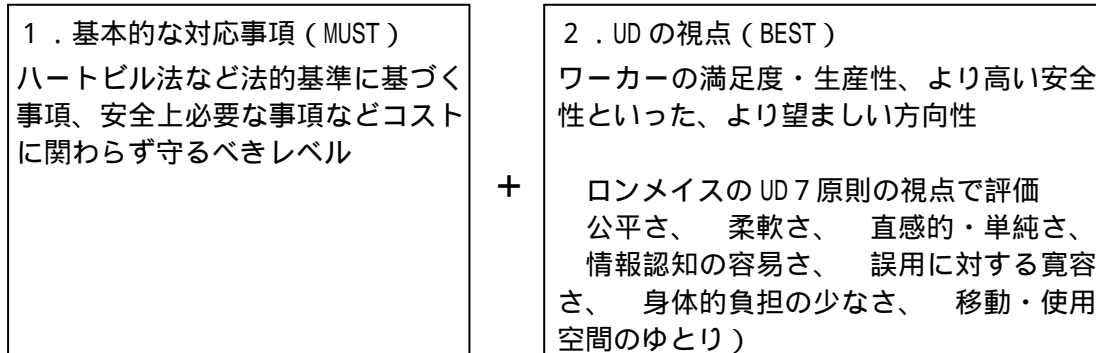 １．基本的な対応事項（MUST）
ハートビル法など法的基準に基づく
事項、安全上必要な事項などコスト
に関わらず守るべきレベル
+
２．UDの視点（BEST）
ワーカーの満足度・生産性、より高い安全
性といった、より望ましい方向性
ロンメイスのUD７原則の視点で評価
公平さ、　柔軟さ、　直感的・単純さ、
情報認知の容易さ、　誤用に対する寛容
さ、　身体的負担の少なさ、　移動・使用
空間のゆとり）